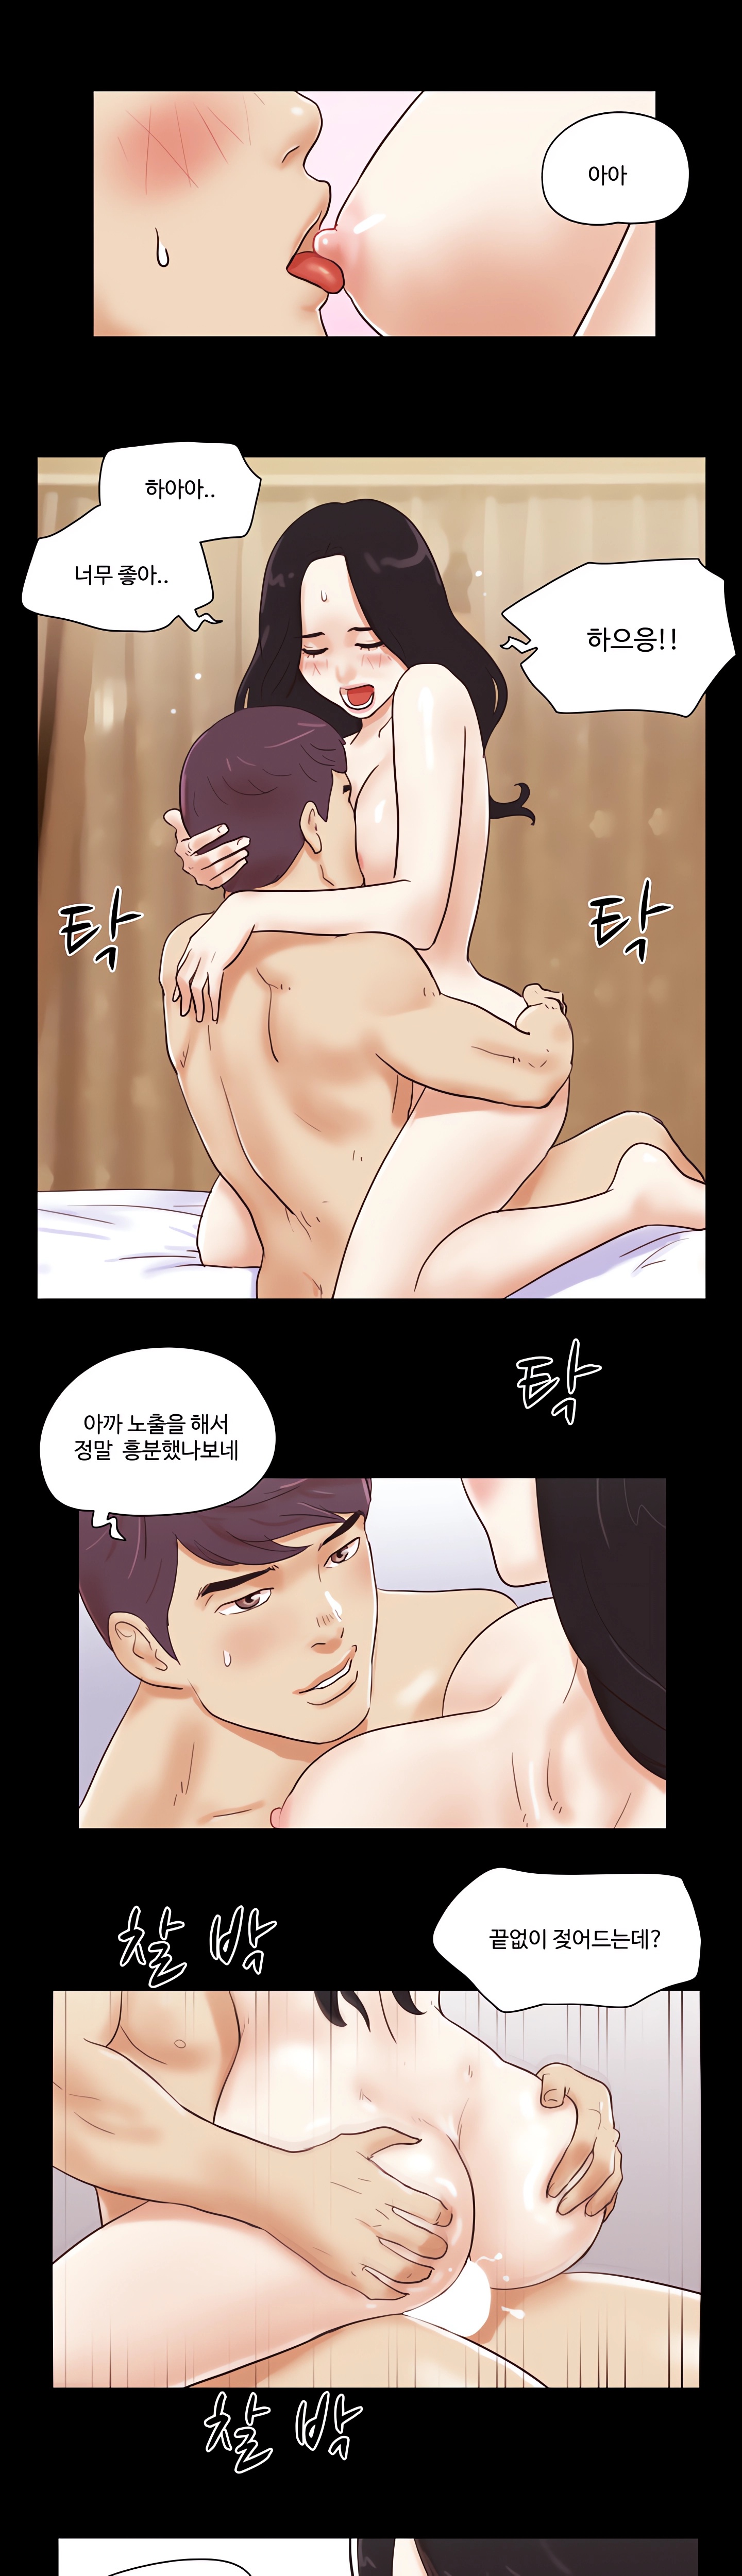 아아
하아아..
너무 좋아..
하으응!!
탁
탁
탁
아까 노출을 해서
정말 흥분했나보네
찰박
끝없이 젖어드는데?
찰박